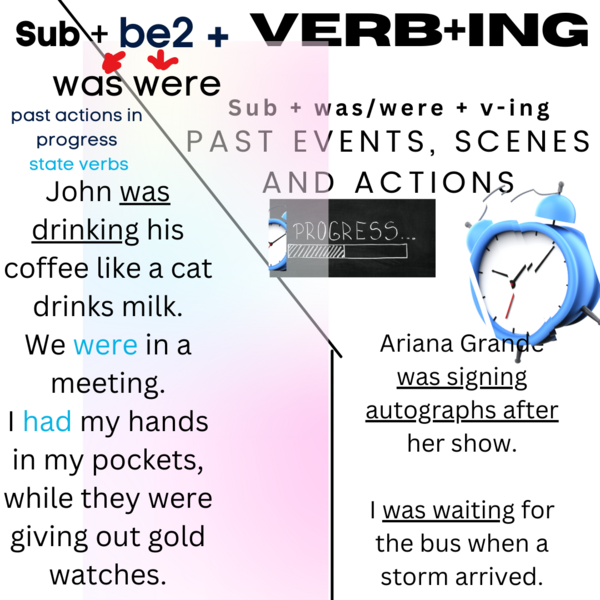 Sub + be2 + VERB+ING
was were
past actions in
progress
state verbs
John was
drinking his
coffee like a cat
drinks milk.
We were in a
meeting.
I had my hands
in my pockets,
while they were
giving out gold
watches.
Sub + was/were + v-ing
PAST EVENTS, SCENES
AND ACTIONS
PROGRESS...
Ariana Grande
was signing
autographs after
her show.
I was waiting for
the bus when a
storm arrived.